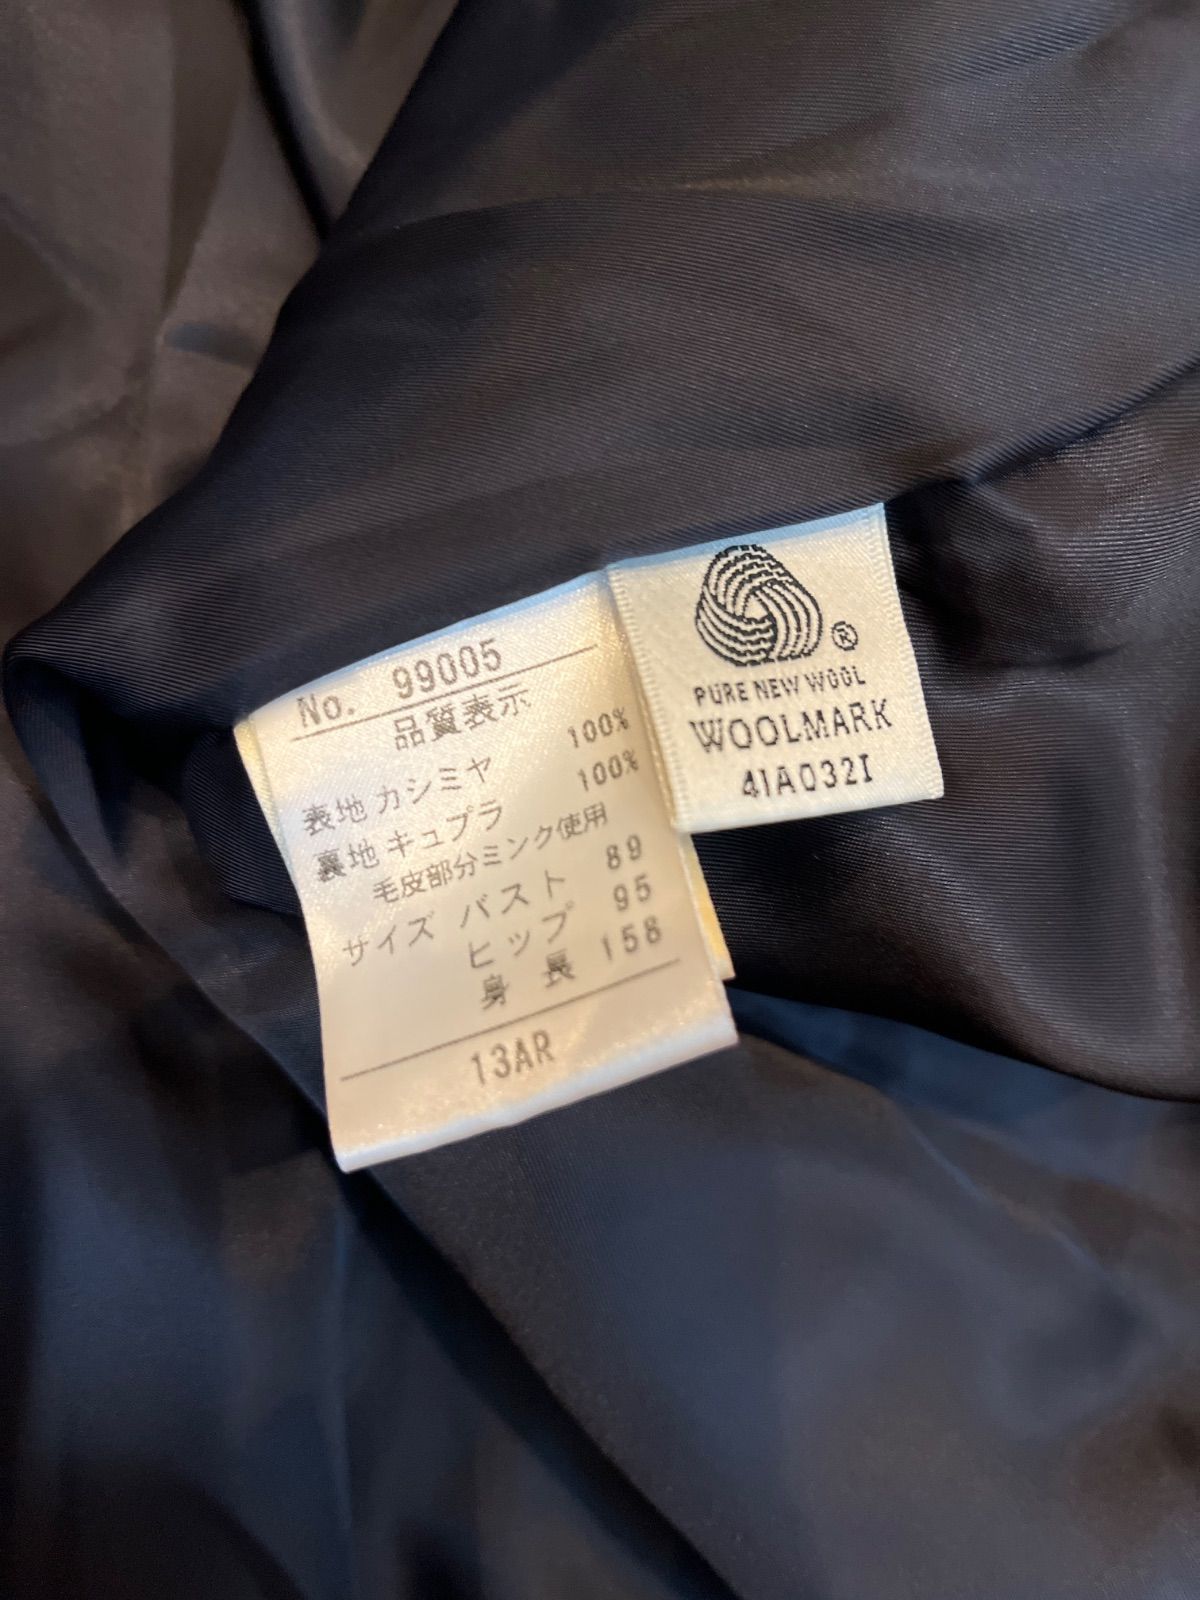 No. 99005
品質表示
表地 カシミヤ 100%
裏地 キュプラ 100%
毛皮部分ミンク使用
サイズ バスト 89
ヒップ 95
身長 158
13AR
®
PURE NEW WOOL
WOOLMARK
4IA032I